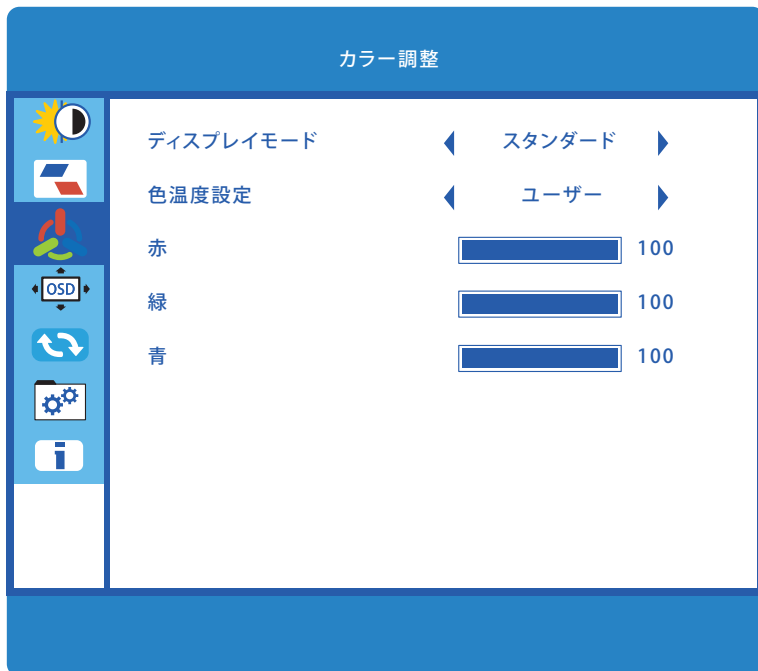 カラー調整
ディスプレイモード スタンダード
色温度設定 ユーザー
赤 100
緑 100
OSD
青 100